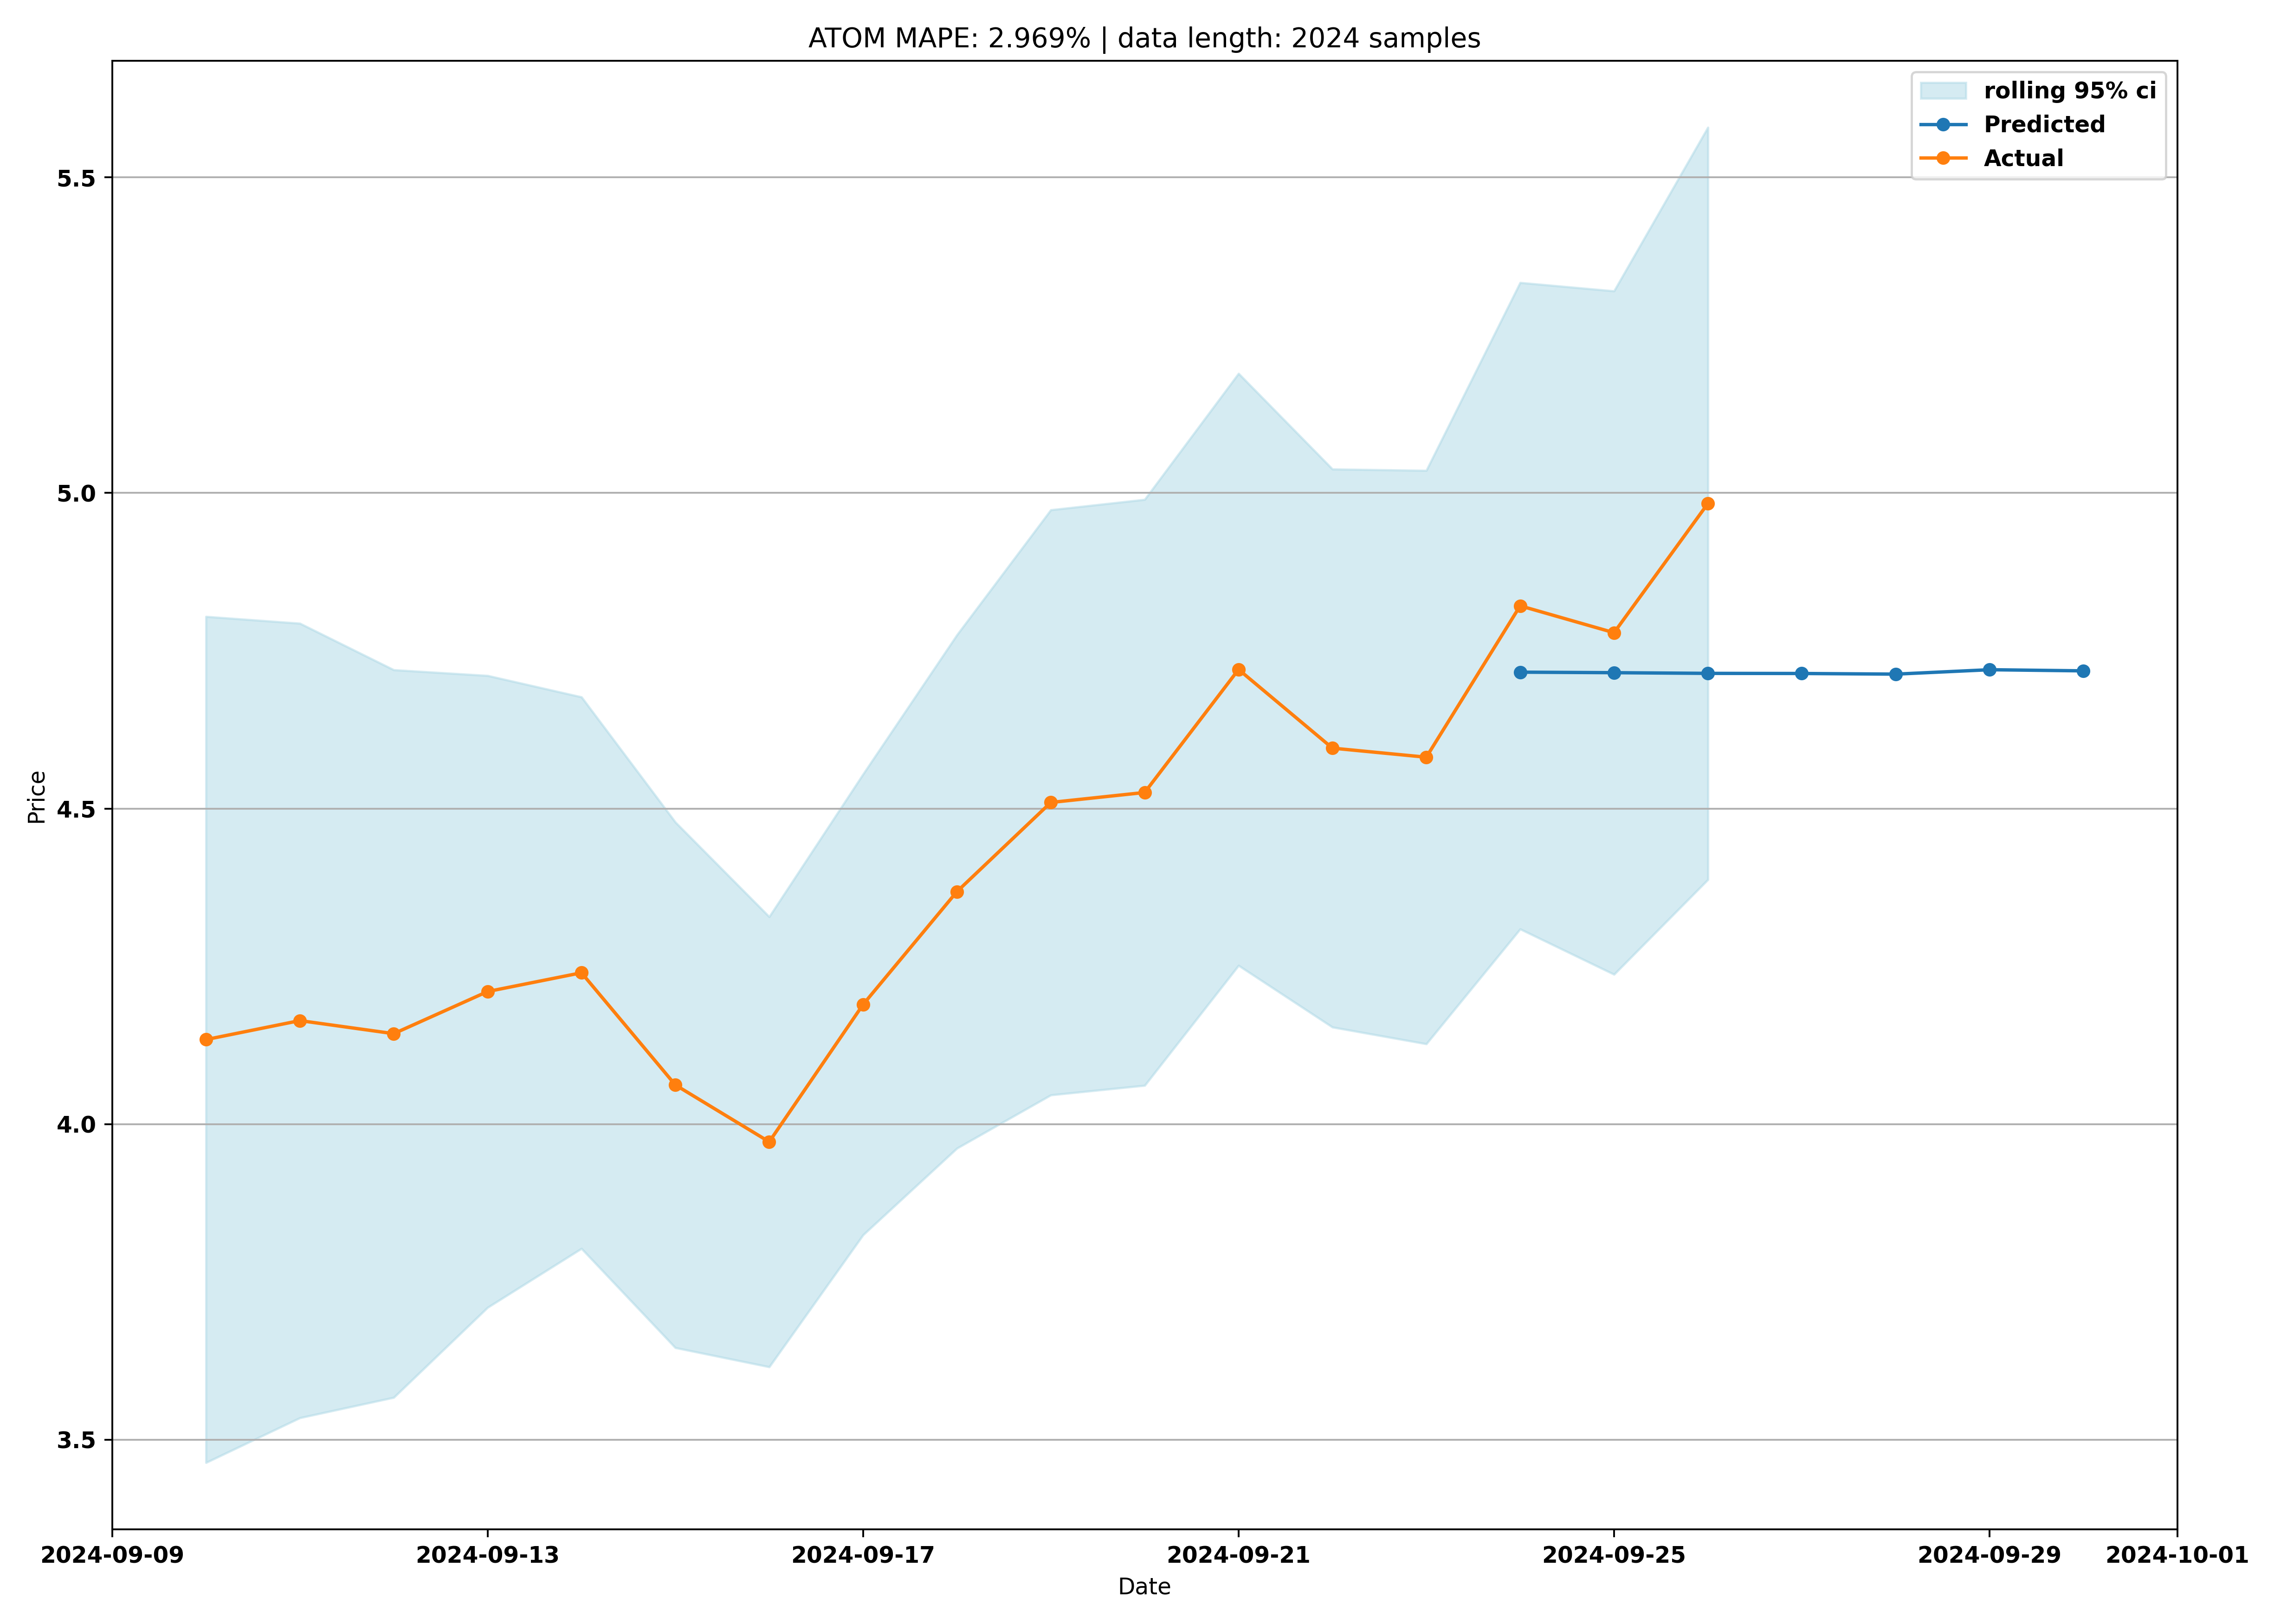 ATOM MAPE: 2.969% | data length: 2024 samples
rolling 95% ci
Predicted
Actual
5.5
5.0
4.5
4.0
3.5
Price
2024-09-09 2024-09-13 2024-09-17 2024-09-21 2024-09-25 2024-09-29 2024-10-01
Date